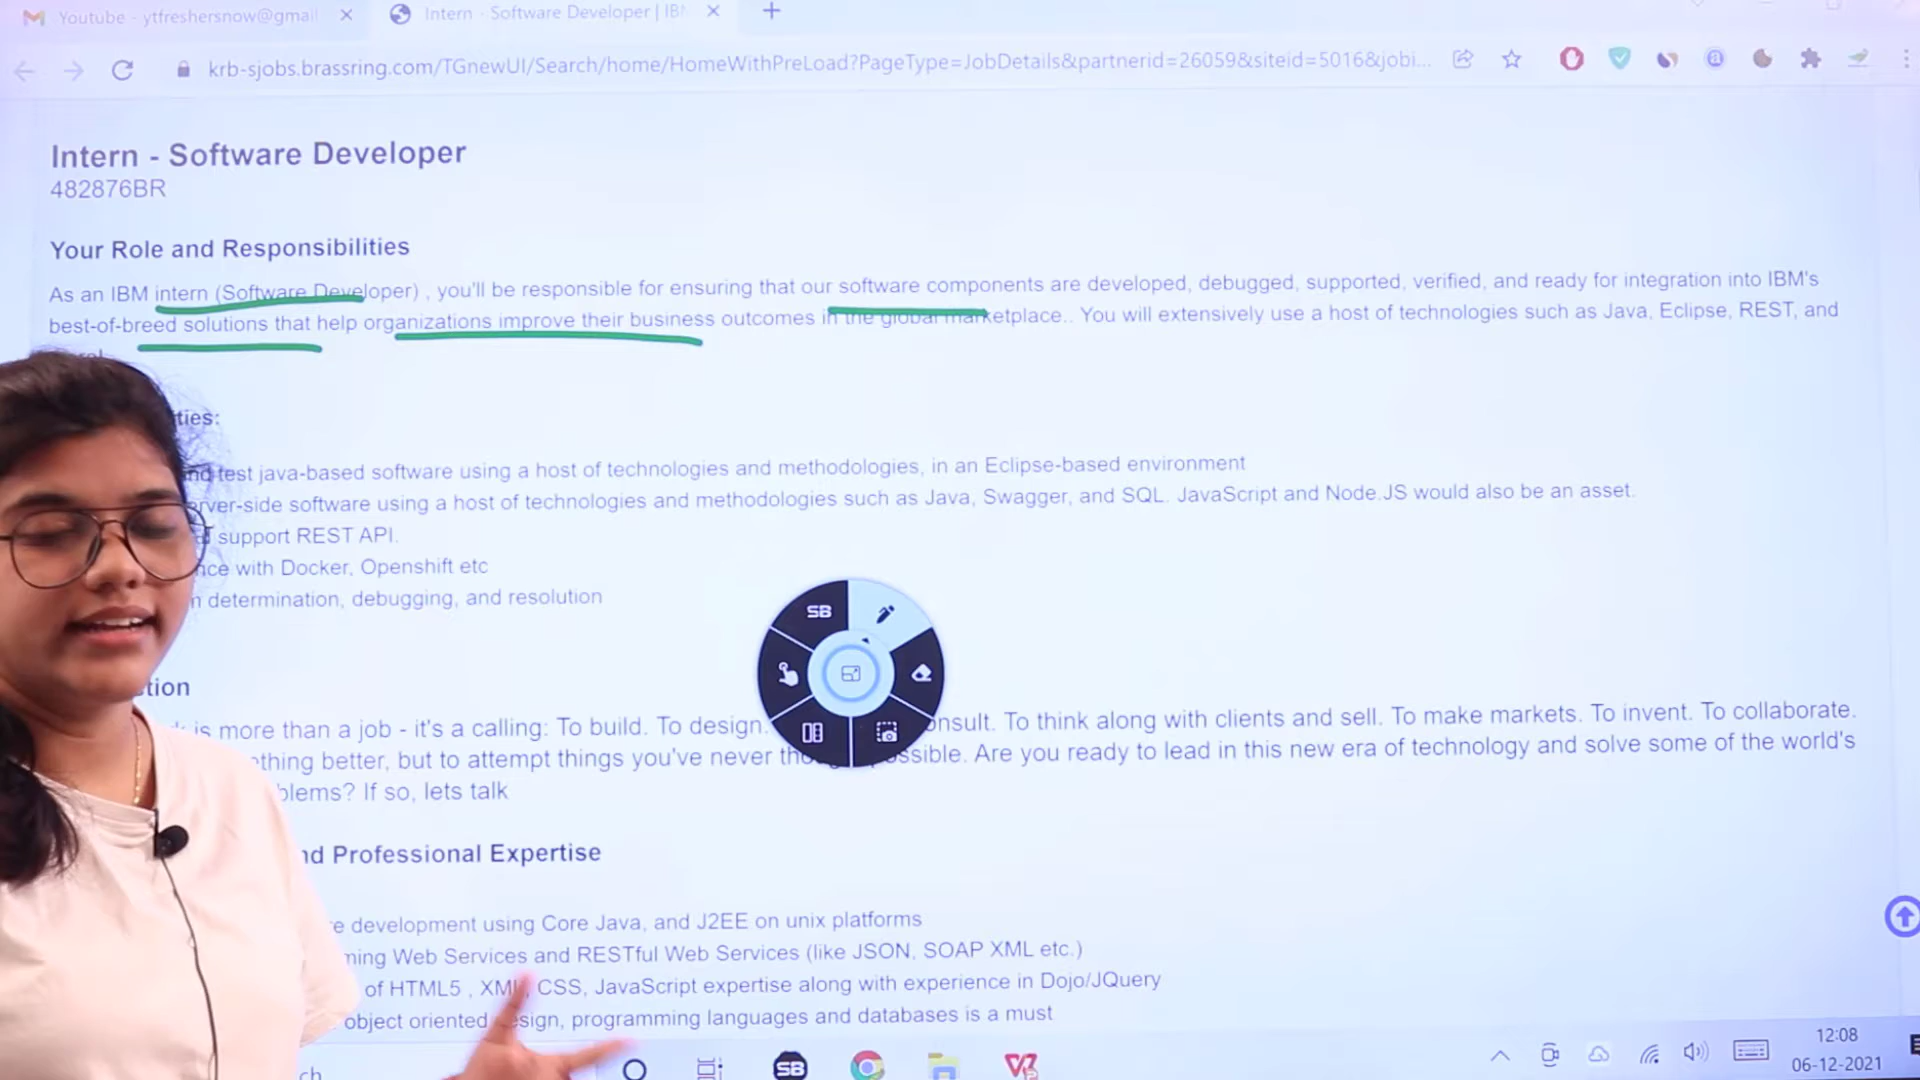 Youtube - ytfreshersnow@gmail
Intern - Software Developer | IBM
krb-sjobs.brassring.com/TGnewUI/Search/home/HomeWithPreLoad?PageType=JobDetails&partnerid=26059&siteid=5016&jobi...
Intern - Software Developer
482876BR
Your Role and Responsibilities
As an IBM intern (Software Developer) , you'll be responsible for ensuring that our software components are developed, debugged, supported, verified, and ready for integration into IBM's
best-of-breed solutions that help organizations improve their business outcomes in the global marketplace.. You will extensively use a host of technologies such as Java, Eclipse, REST, and
ties:
nd test java-based software using a host of technologies and methodologies, in an Eclipse-based environment
rver-side software using a host of technologies and methodologies such as Java, Swagger, and SQL. JavaScript and Node.JS would also be an asset.
support REST API.
nce with Docker, Openshift etc
n determination, debugging, and resolution
SB
tion
k is more than a job - it's a calling: To build. To design. onsult. To think along with clients and sell. To make markets. To invent. To collaborate.
thing better, but to attempt things you've never tho ssible. Are you ready to lead in this new era of technology and solve some of the world's
blems? If so, lets talk
nd Professional Expertise
e development using Core Java, and J2EE on unix platforms
ming Web Services and RESTful Web Services (like JSON, SOAP XML etc.)
of HTML5 , XML, CSS, JavaScript expertise along with experience in Dojo/JQuery
object oriented design, programming languages and databases is a must
ch
SB
12:08
06-12-2021